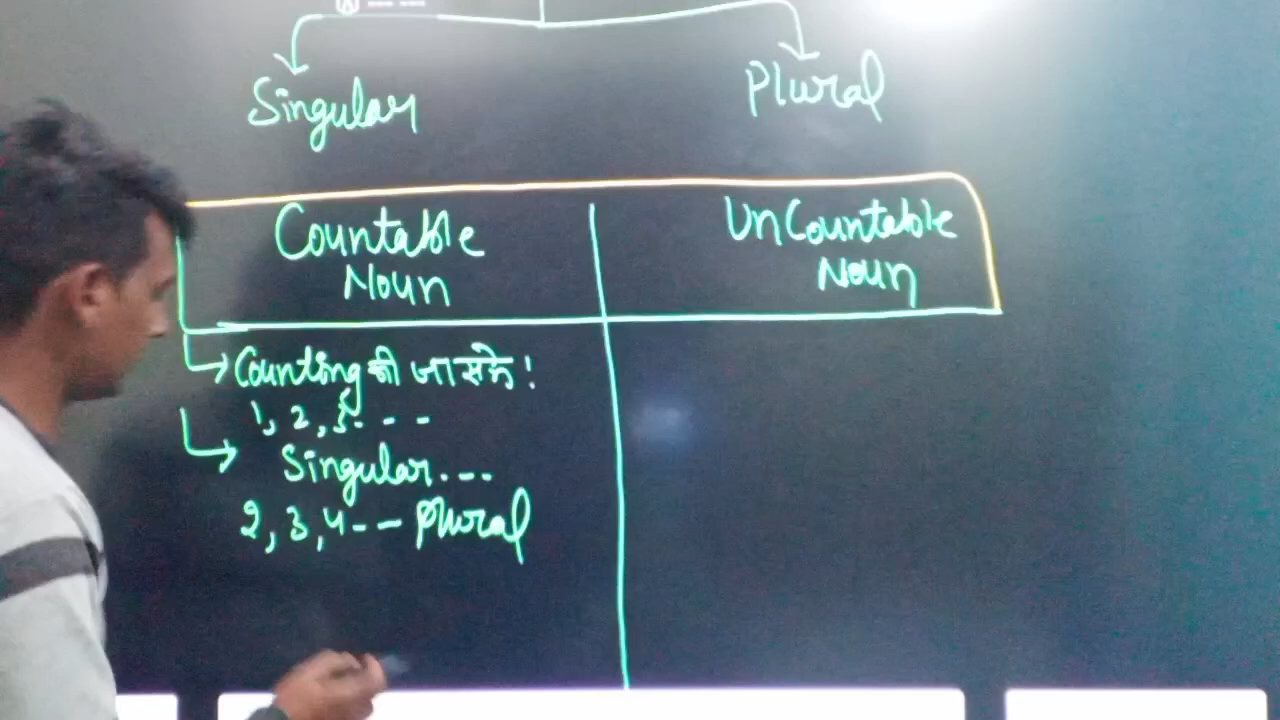 Singular
Plural
Countable
Noun
UnCountable
Noun
Counting की जा सके !
1, 2, 3 - - -
Singular . --
2, 3, 4 - - Plural